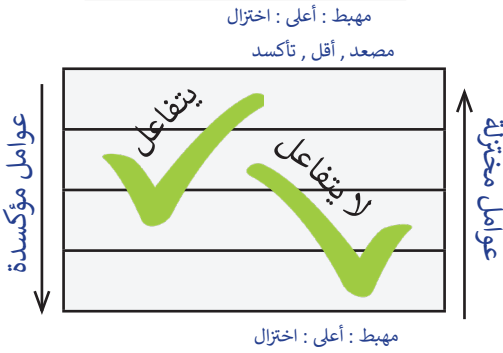 مهبط : أعلى : اختزال
مصعد , أقل , تأكسد
يتفاعل
لا يتفاعل
عوامل مختزلة
عوامل مؤكسدة
مهبط : أعلى : اختزال